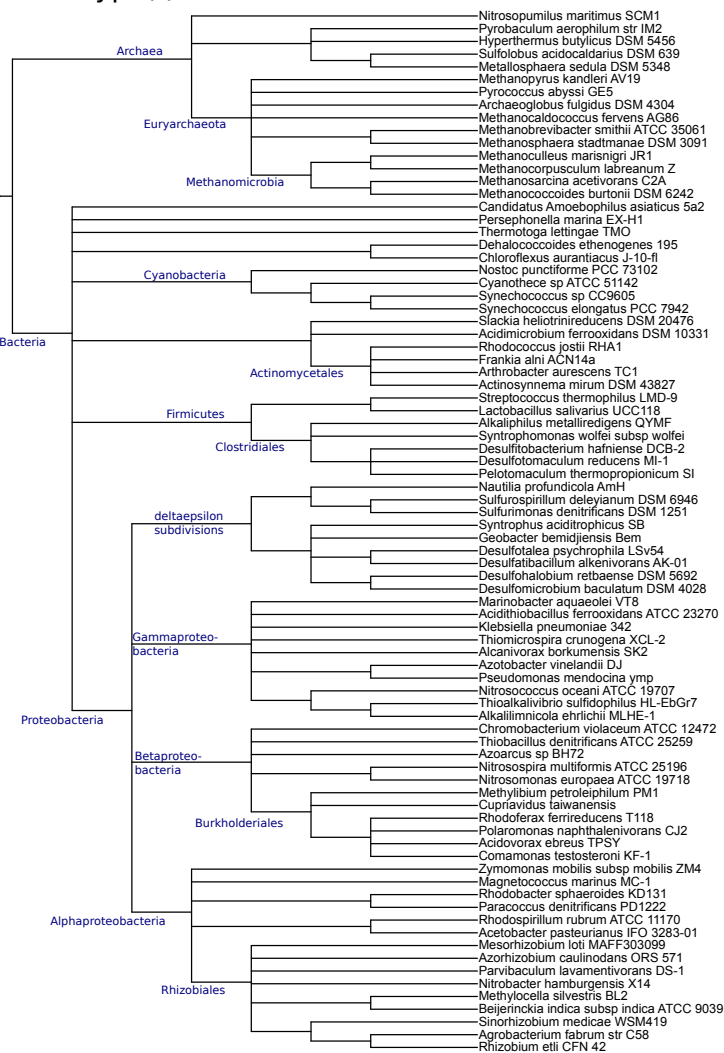 Nitrosopumilus maritimus SCM1
Pyrobaculum aerophilum str IM2
Hyperthermus butylicus DSM 5456
Archaea
Sulfolobus acidocaldarius DSM 639
Metallosphaera sedula DSM 5348
Methanopyrus kandleri AV19
Pyrococcus abyssi GE5
Archaeoglobus fulgidus DSM 4304
Methanocaldococcus fervens AG86
Euryarchaeota
Methanobrevibacter smithii ATCC 35061
Methanosphaera stadtmanae DSM 3091
Methanoculleus marisnigri JR1
Methanocorpusculum labreanum Z
Methanomicrobia
Methanosarcina acetivorans C2A
Methanococcoides burtonii DSM 6242
Candidatus Amoebophilus asiaticus 5a2
Persephonella marina EX-H1
Thermotoga lettingae TMO
Dehalococcoides ethenogenes 195
Chloroflexus aurantiacus J-10-fl
Nostoc punctiforme PCC 73102
Cyanobacteria
Cyanothece sp ATCC 51142
Synechococcus sp CC9605
Synechococcus elongatus PCC 7942
Slackia heliotrinireducens DSM 20476
Acidimicrobium ferrooxidans DSM 10331
Bacteria
Rhodococcus jostii RHA1
Frankia alni ACN14a
Actinomycetales
Arthrobacter aurescens TC1
Actinosynnema mirum DSM 43827
Streptococcus thermophilus LMD-9
Firmicutes
Lactobacillus salivarius UCC118
Alkaliphilus metalliredigens QYMF
Syntrophomonas wolfei subsp wolfei
Clostridiales
Desulfitobacterium hafniense DCB-2
Desulfotomaculum reducens MI-1
Pelotomaculum thermopropionicum SI
Nautilia profundicola AmH
Sulfurospirillum deleyianum DSM 6946
Sulfurimonas denitrificans DSM 1251
deltaepsilon
subdivisions
Syntrophus aciditrophicus SB
Geobacter bemidjiensis Bem
Desulfotalea psychrophila LSv54
Desulfatibacillum alkenivorans AK-01
Desulfohalobium retbaense DSM 5692
Desulfomicrobium baculatum DSM 4028
Marinobacter aquaeolei VT8
Acidithiobacillus ferrooxidans ATCC 23270
Klebsiella pneumoniae 342
Gammaproteo-
bacteria
Thiomicrospira crunogena XCL-2
Alcanivorax borkumensis SK2
Azotobacter vinelandii DJ
Pseudomonas mendocina ymp
Nitrosococcus oceani ATCC 19707
Thioalkalivibrio sulfidophilus HL-EbGr7
Alkalilimnicola ehrlichii MLHE-1
Proteobacteria
Chromobacterium violaceum ATCC 12472
Thiobacillus denitrificans ATCC 25259
Azoarcus sp BH72
Betaproteo-
bacteria
Nitrosospira multiformis ATCC 25196
Nitrosomonas europaea ATCC 19718
Methylibium petroleiphilum PM1
Cupriavidus taiwanensis
Rhodoferax ferrireducens T118
Burkholderiales
Polaromonas naphthalenivorans CJ2
Acidovorax ebreus TPSY
Comamonas testosteroni KF-1
Zymomonas mobilis subsp mobilis ZM4
Magnetococcus marinus MC-1
Rhodobacter sphaeroides KD131
Paracoccus denitrificans PD1222
Alphaproteobacteria
Rhodospirillum rubrum ATCC 11170
Acetobacter pasteurianus IFO 3283-01
Mesorhizobium loti MAFF303099
Azorhizobium caulinodans ORS 571
Parvibaculum lavamentivorans DS-1
Nitrobacter hamburgensis X14
Rhizobiales
Methylocella silvestris BL2
Beijerinckia indica subsp indica ATCC 9039
Sinorhizobium medicae WSM419
Agrobacterium fabrum str C58
Rhizobium etli CFN 42